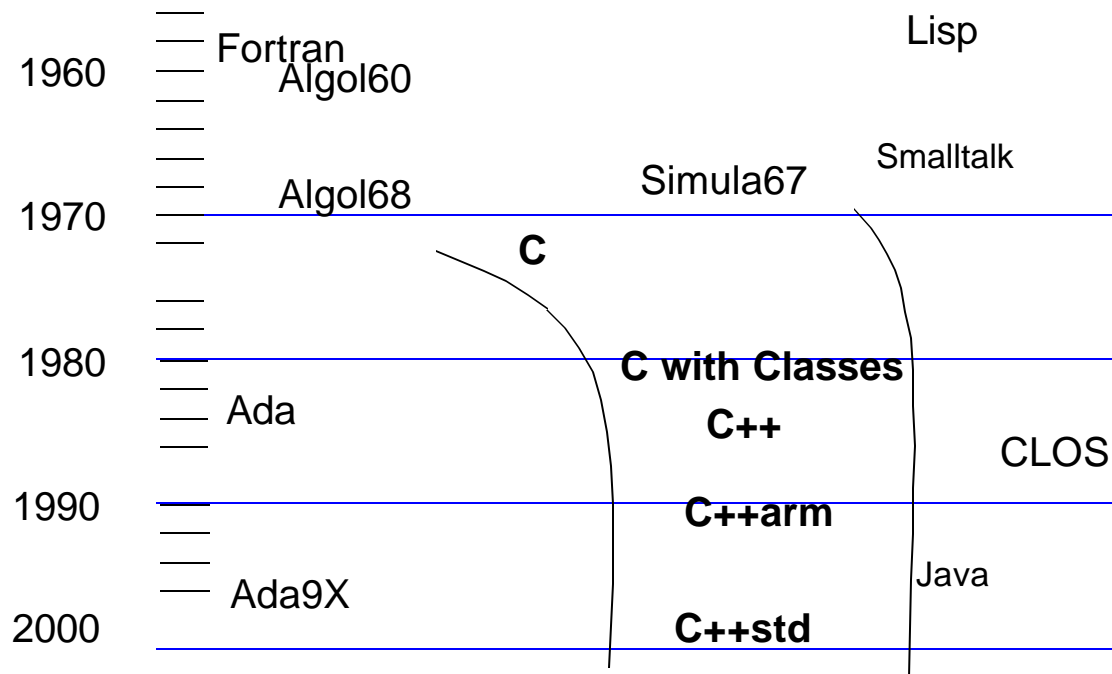 Lisp
Fortran
1960
Algol60
Smalltalk
Simula67
Algol68
1970
C
1980
C with Classes
Ada
C++
CLOS
1990
C++arm
Java
Ada9X
2000
C++std